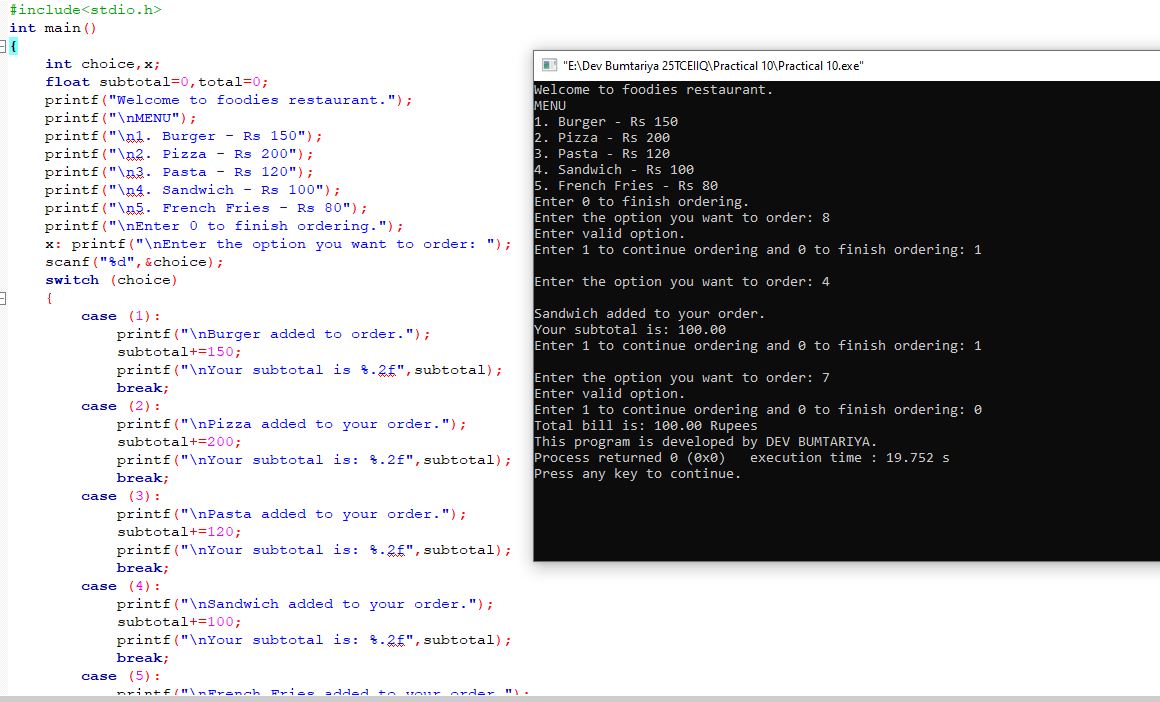 #include<stdio.h>
int main()
{
int choice,x;
float subtotal=0,total=0;
printf("Welcome to foodies restaurant.");
printf("\nMENU");
printf("\n1. Burger - Rs 150");
printf("\n2. Pizza - Rs 200");
printf("\n3. Pasta - Rs 120");
printf("\n4. Sandwich - Rs 100");
printf("\n5. French Fries - Rs 80");
printf("\nEnter 0 to finish ordering.");
x: printf("\nEnter the option you want to order: ");
scanf("%d",&choice);
switch (choice)
{
case (1):
printf("\nBurger added to order.");
subtotal+=150;
printf("\nYour subtotal is %.2f",subtotal);
break;
case (2):
printf("\nPizza added to your order.");
subtotal+=200;
printf("\nYour subtotal is: %.2f",subtotal);
break;
case (3):
printf("\nPasta added to your order.");
subtotal+=120;
printf("\nYour subtotal is: %.2f",subtotal);
break;
case (4):
printf("\nSandwich added to your order.");
subtotal+=100;
printf("\nYour subtotal is: %.2f",subtotal);
break;
case (5):
printf("\nFrench Fries added to your order.");
"E:\Dev Bumtariya 25TCEIIQ\Practical 10\Practical 10.exe"
Welcome to foodies restaurant.
MENU
1. Burger - Rs 150
2. Pizza - Rs 200
3. Pasta - Rs 120
4. Sandwich - Rs 100
5. French Fries - Rs 80
Enter 0 to finish ordering.
Enter the option you want to order: 8
Enter valid option.
Enter 1 to continue ordering and 0 to finish ordering: 1
Enter the option you want to order: 4
Sandwich added to your order.
Your subtotal is: 100.00
Enter 1 to continue ordering and 0 to finish ordering: 1
Enter the option you want to order: 7
Enter valid option.
Enter 1 to continue ordering and 0 to finish ordering: 0
Total bill is: 100.00 Rupees
This program is developed by DEV BUMTARIYA.
Process returned 0 (0x0)   execution time : 19.752 s
Press any key to continue.